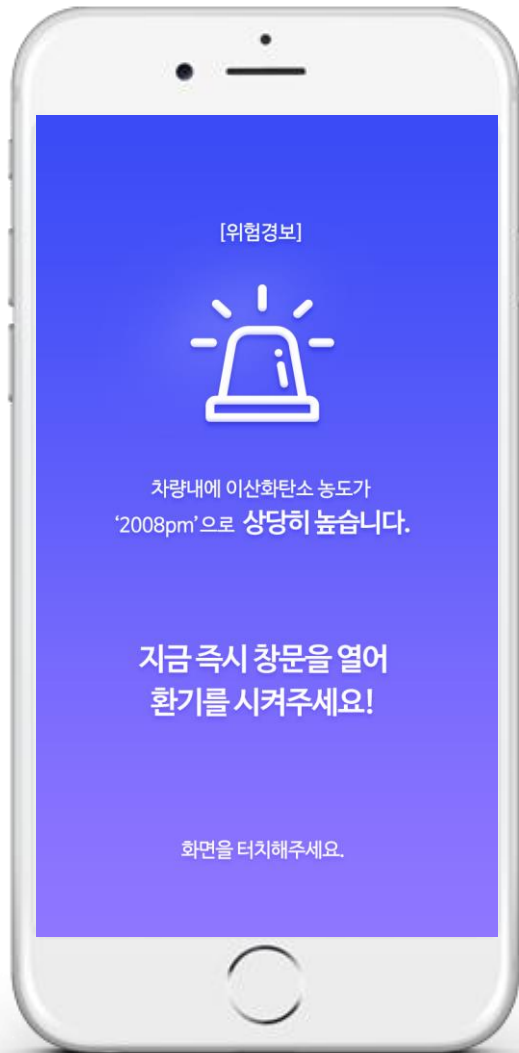 [위험경보]
차량내에 이산화탄소 농도가
‘2008pm’으로 상당히 높습니다.
지금 즉시 창문을 열어
환기를 시켜주세요!
화면을 터치해주세요.